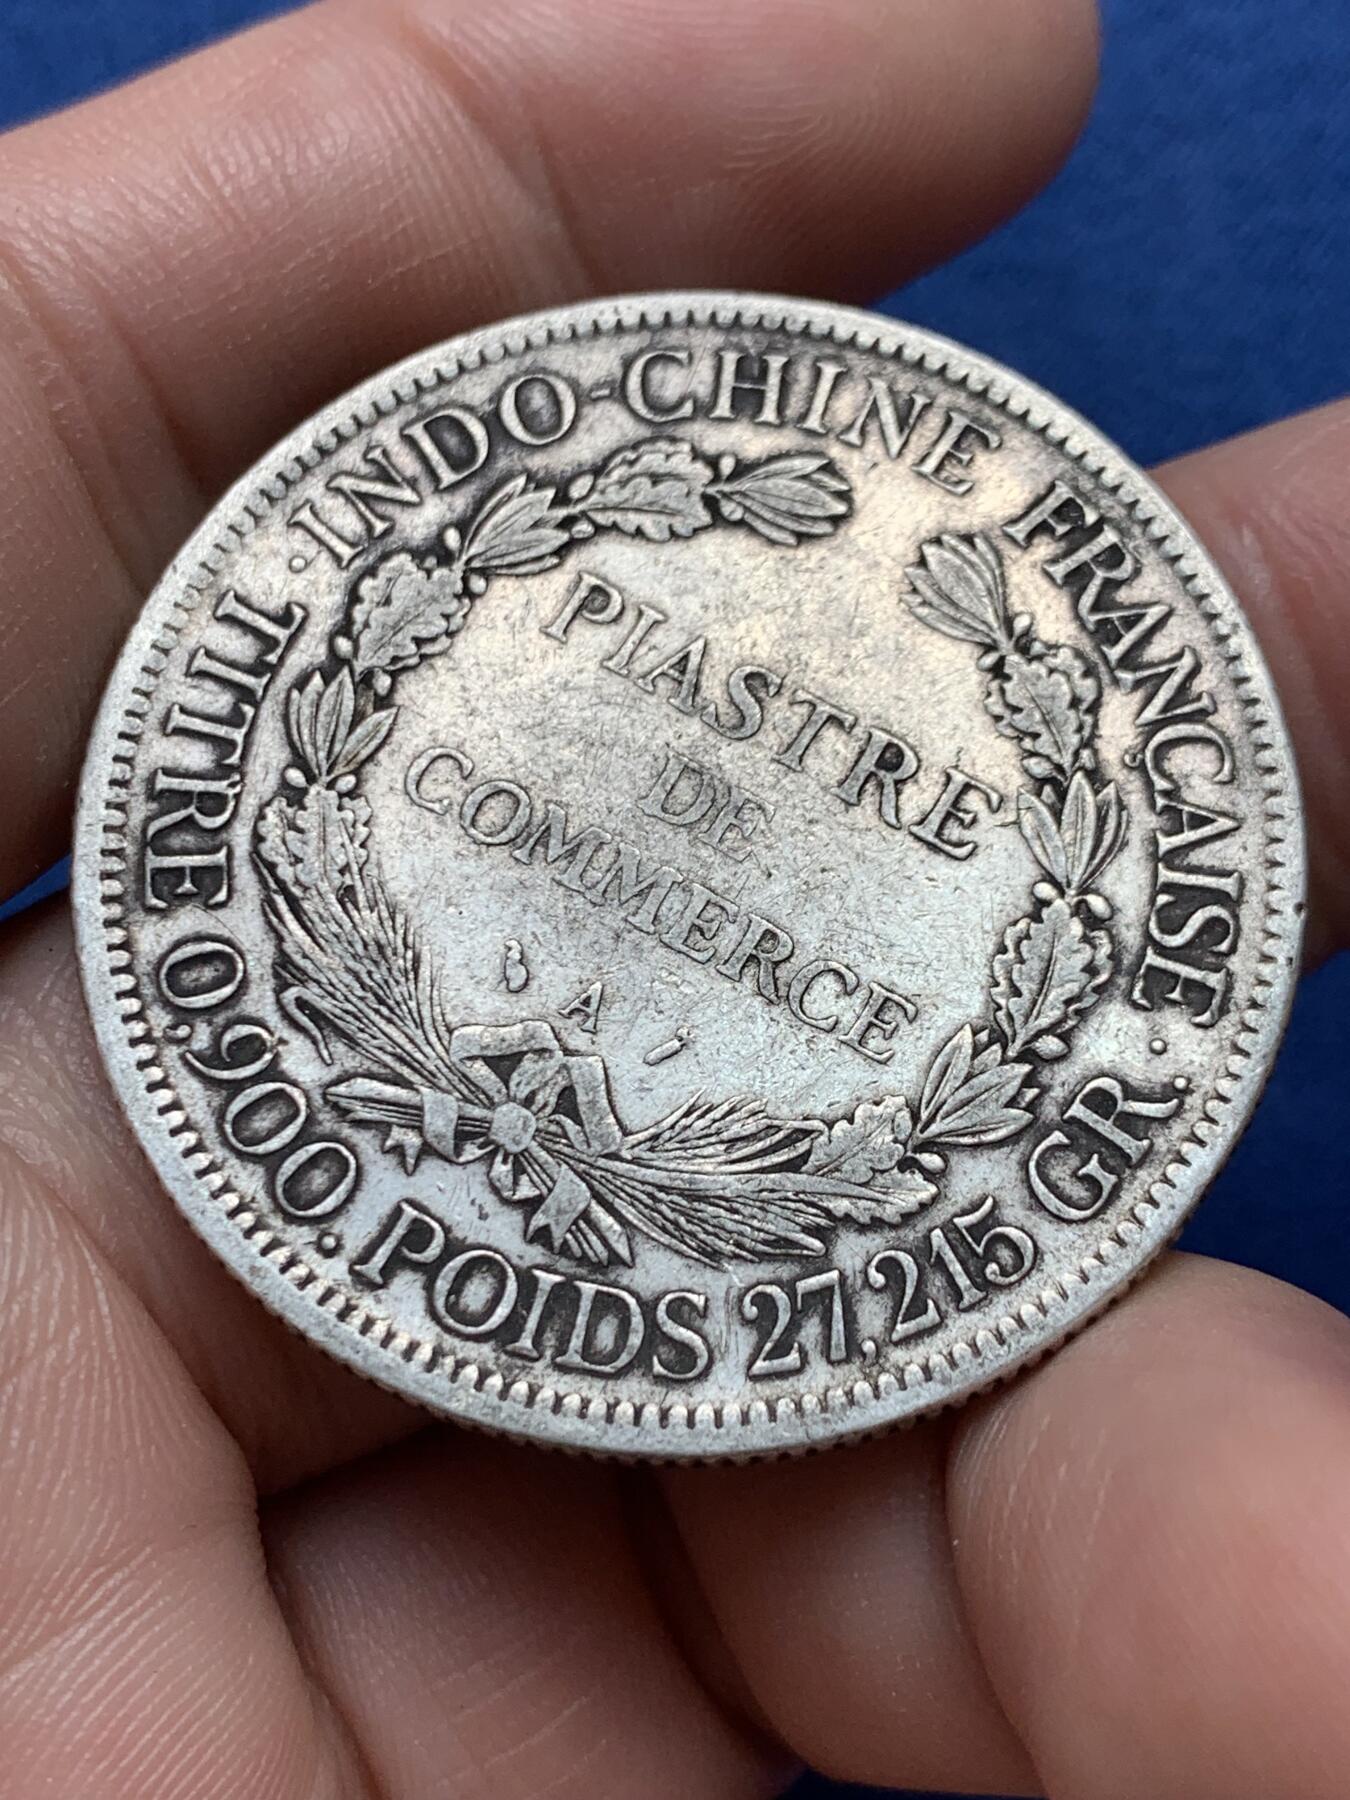 · INDO-CHINE FRANÇAISE ·
TITRE 0,900. POIDS 27,215 GR.
PIASTRE
DE
COMMERCE
A